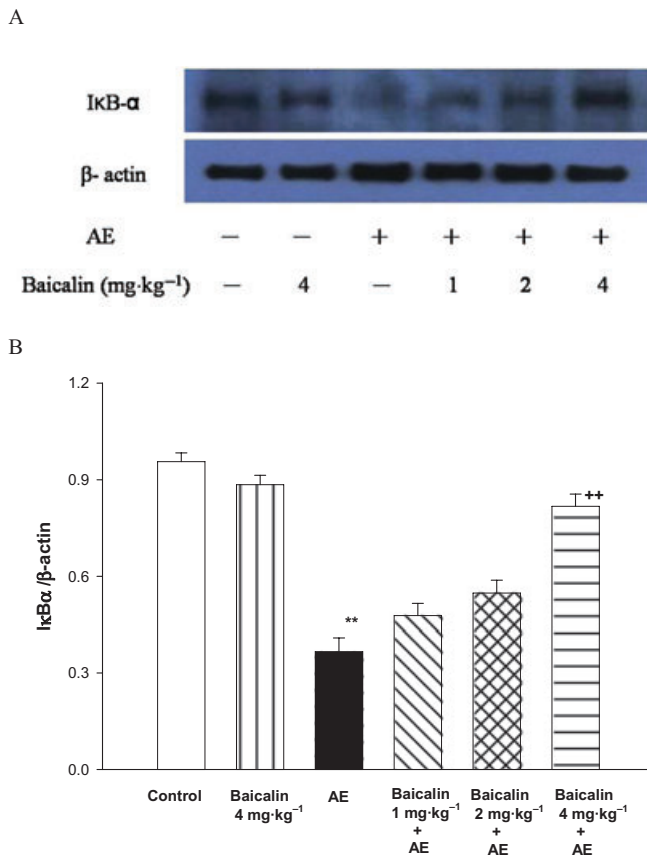 A
IκB-α
β- actin
AE − − + + + +
Baicalin (mg·kg⁻¹) − 4 − 1 2 4
B
1.2
0.9
0.6
0.3
0.0
IκBα /β-actin
**
++
Control
Baicalin
4 mg·kg⁻¹
AE
Baicalin
1 mg·kg⁻¹
+
AE
Baicalin
2 mg·kg⁻¹
+
AE
Baicalin
4 mg·kg⁻¹
+
AE